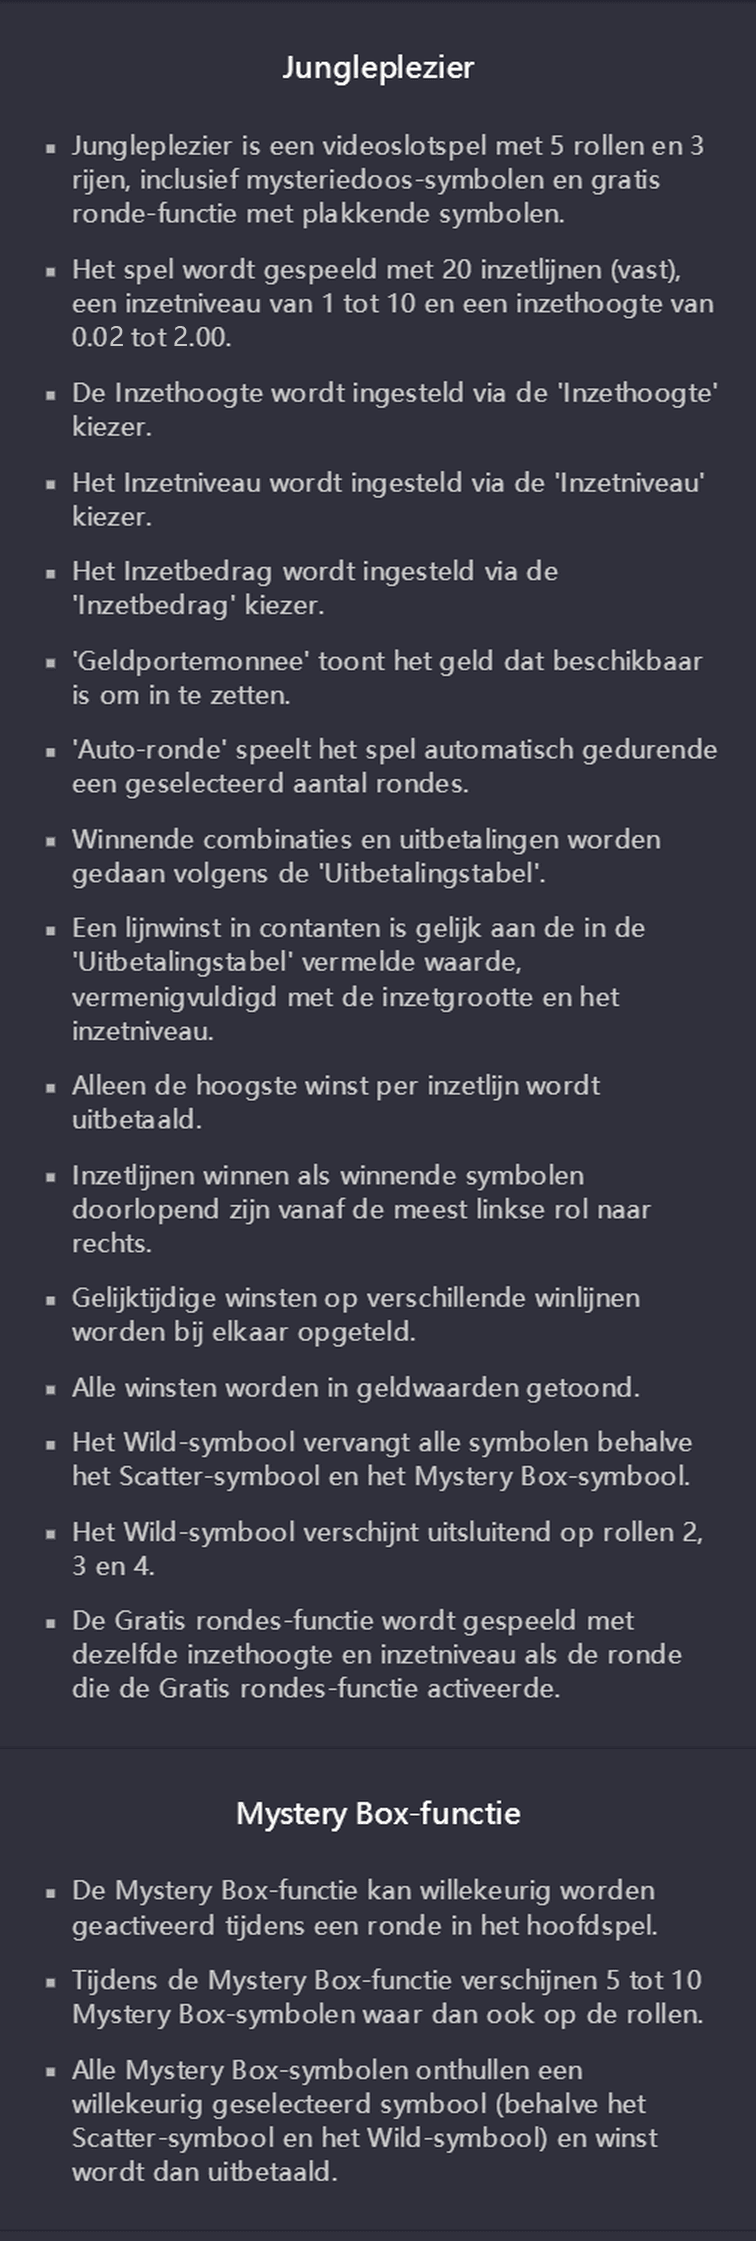 Jungleplezier
▪ Jungleplezier is een videoslotspel met 5 rollen en 3
rijen, inclusief mysteriedoos-symbolen en gratis
ronde-functie met plakkende symbolen.
▪ Het spel wordt gespeeld met 20 inzetlijnen (vast),
een inzetniveau van 1 tot 10 en een inzethoogte van
0.02 tot 2.00.
▪ De Inzethoogte wordt ingesteld via de 'Inzethoogte'
kiezer.
▪ Het Inzetniveau wordt ingesteld via de 'Inzetniveau'
kiezer.
▪ Het Inzetbedrag wordt ingesteld via de
'Inzetbedrag' kiezer.
▪ 'Geldportemonnee' toont het geld dat beschikbaar
is om in te zetten.
▪ 'Auto-ronde' speelt het spel automatisch gedurende
een geselecteerd aantal rondes.
▪ Winnende combinaties en uitbetalingen worden
gedaan volgens de 'Uitbetalingstabel'.
▪ Een lijnwinst in contanten is gelijk aan de in de
'Uitbetalingstabel' vermelde waarde,
vermenigvuldigd met de inzetgrootte en het
inzetniveau.
▪ Alleen de hoogste winst per inzetlijn wordt
uitbetaald.
▪ Inzetlijnen winnen als winnende symbolen
doorlopend zijn vanaf de meest linkse rol naar
rechts.
▪ Gelijktijdige winsten op verschillende winlijnen
worden bij elkaar opgeteld.
▪ Alle winsten worden in geldwaarden getoond.
▪ Het Wild-symbool vervangt alle symbolen behalve
het Scatter-symbool en het Mystery Box-symbool.
▪ Het Wild-symbool verschijnt uitsluitend op rollen 2,
3 en 4.
▪ De Gratis rondes-functie wordt gespeeld met
dezelfde inzethoogte en inzetniveau als de ronde
die de Gratis rondes-functie activeerde.
Mystery Box-functie
▪ De Mystery Box-functie kan willekeurig worden
geactiveerd tijdens een ronde in het hoofdspel.
▪ Tijdens de Mystery Box-functie verschijnen 5 tot 10
Mystery Box-symbolen waar dan ook op de rollen.
▪ Alle Mystery Box-symbolen onthullen een
willekeurig geselecteerd symbool (behalve het
Scatter-symbool en het Wild-symbool) en winst
wordt dan uitbetaald.